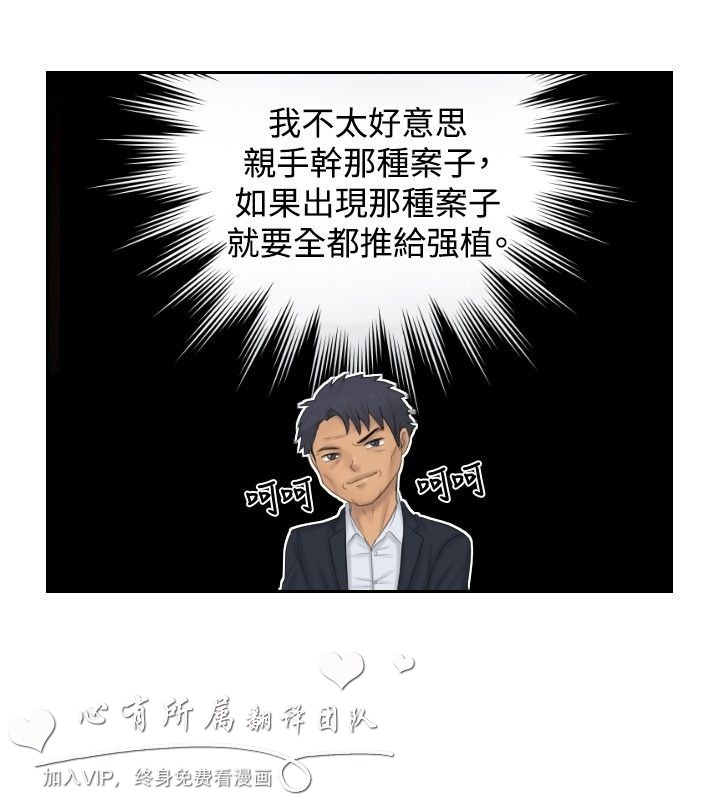 我不太好意思
親手幹那種案子，
如果出現那種案子
就要全都推給强植。
呵呵
呵呵
心有所属翻译团队
加入VIP，终身免费看漫画